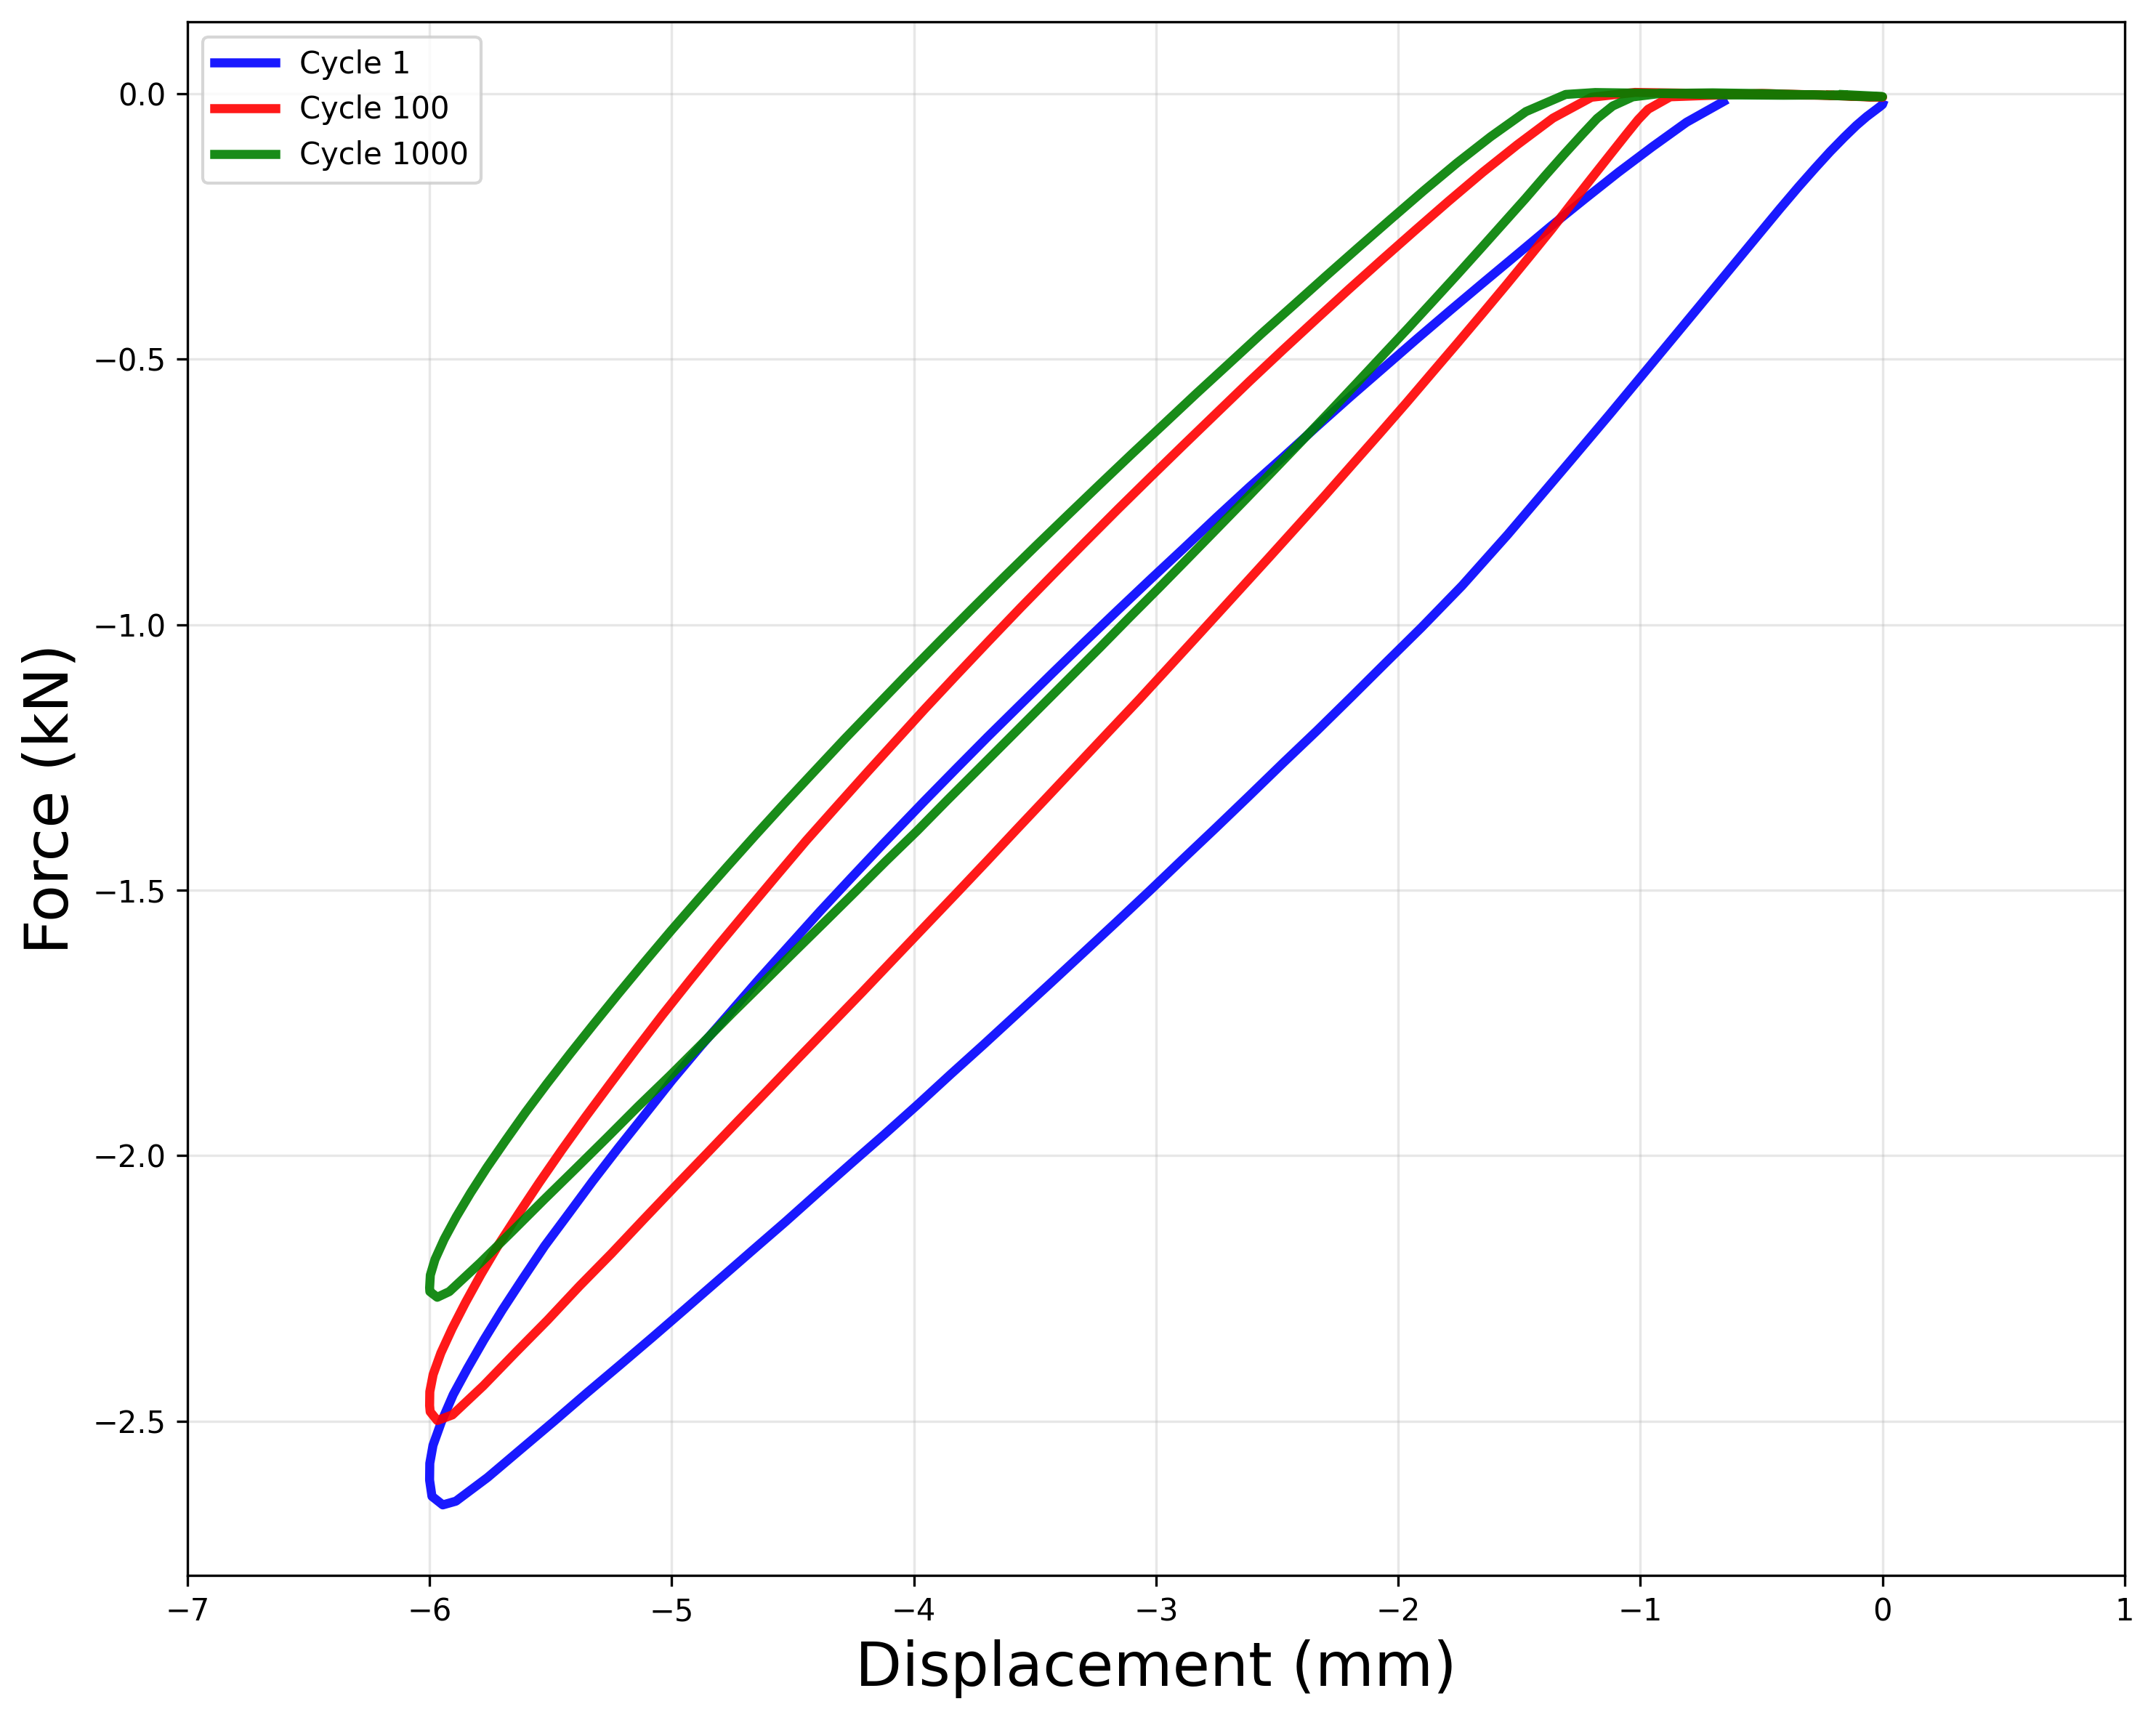 Cycle 1
Cycle 100
Cycle 1000
0.0
−0.5
−1.0
−1.5
−2.0
−2.5
Force (kN)
−7 −6 −5 −4 −3 −2 −1 0 1
Displacement (mm)